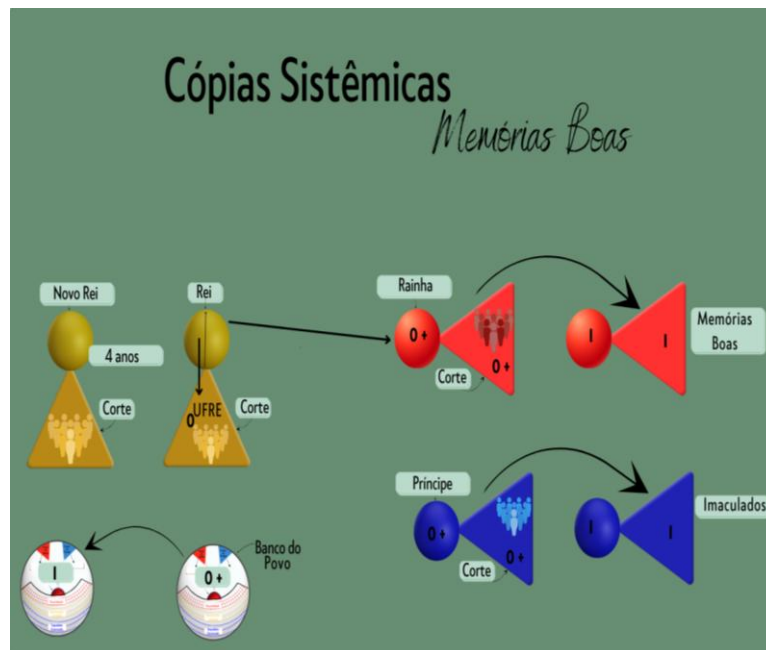 Cópias Sistêmicas
Memórias Boas
Novo Rei
4 anos
Corte
Rei
UFRE
0
Corte
Rainha
0 +
0 +
Corte
I
I
Memórias
Boas
Príncipe
0 +
0 +
Corte
I
I
Imaculados
I
0 +
Banco do
Povo